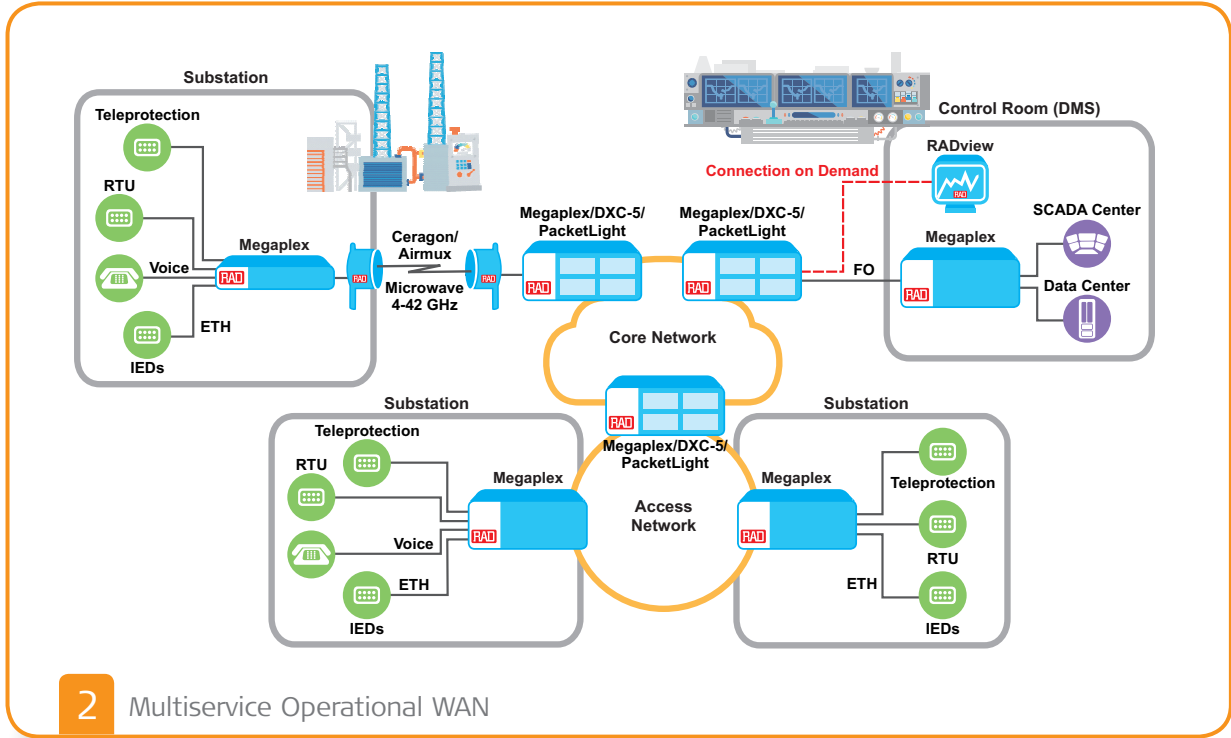 Substation
Teleprotection
RTU
Voice
ETH
IEDs
Megaplex
RAD
RAD
Ceragon/
Airmux
Microwave
4-42 GHz
RAD
Megaplex/DXC-5/
PacketLight
RAD
Megaplex/DXC-5/
PacketLight
RAD
Connection on Demand
FO
Control Room (DMS)
RADview
RAD
Megaplex
RAD
SCADA Center
Data Center
Core Network
RAD
Megaplex/DXC-5/
PacketLight
Access
Network
Substation
Teleprotection
RTU
Voice
ETH
IEDs
Megaplex
RAD
Substation
Megaplex
RAD
Teleprotection
RTU
ETH
IEDs
2 Multiservice Operational WAN